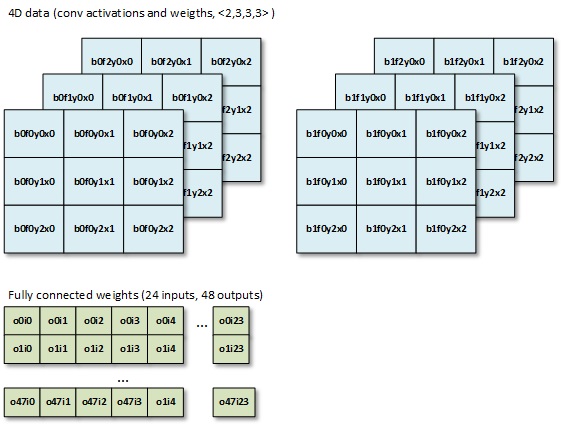 4D data (conv activations and weigths, <2,3,3,3> )
b0f2y0x0 b0f2y0x1 b0f2y0x2 b1f2y0x0 b1f2y0x1 b1f2y0x2
b0f1y0x0 b0f1y0x1 b0f1y0x2 b1f1y0x0 b1f1y0x1 b1f1y0x2
f2y1x2 f2y1x2
b0f0y0x0 b0f0y0x1 b0f0y0x2 b1f0y0x0 b1f0y0x1 b1f0y0x2
f1y1x2 f1y1x2
f2y2x2 f2y2x2
b0f0y1x0 b0f0y1x1 b0f0y1x2 b1f0y1x0 b1f0y1x1 b1f0y1x2
f1y2x2 f1y2x2
b0f0y2x0 b0f0y2x1 b0f0y2x2 b1f0y2x0 b1f0y2x1 b1f0y2x2
Fully connected weights (24 inputs, 48 outputs)
o0i0 o0i1 o0i2 o0i3 o0i4 ... o0i23
o1i0 o1i1 o1i2 o1i3 o1i4 o1i23
...
o47i0 o47i1 o47i2 o47i3 o1i4 o47i23